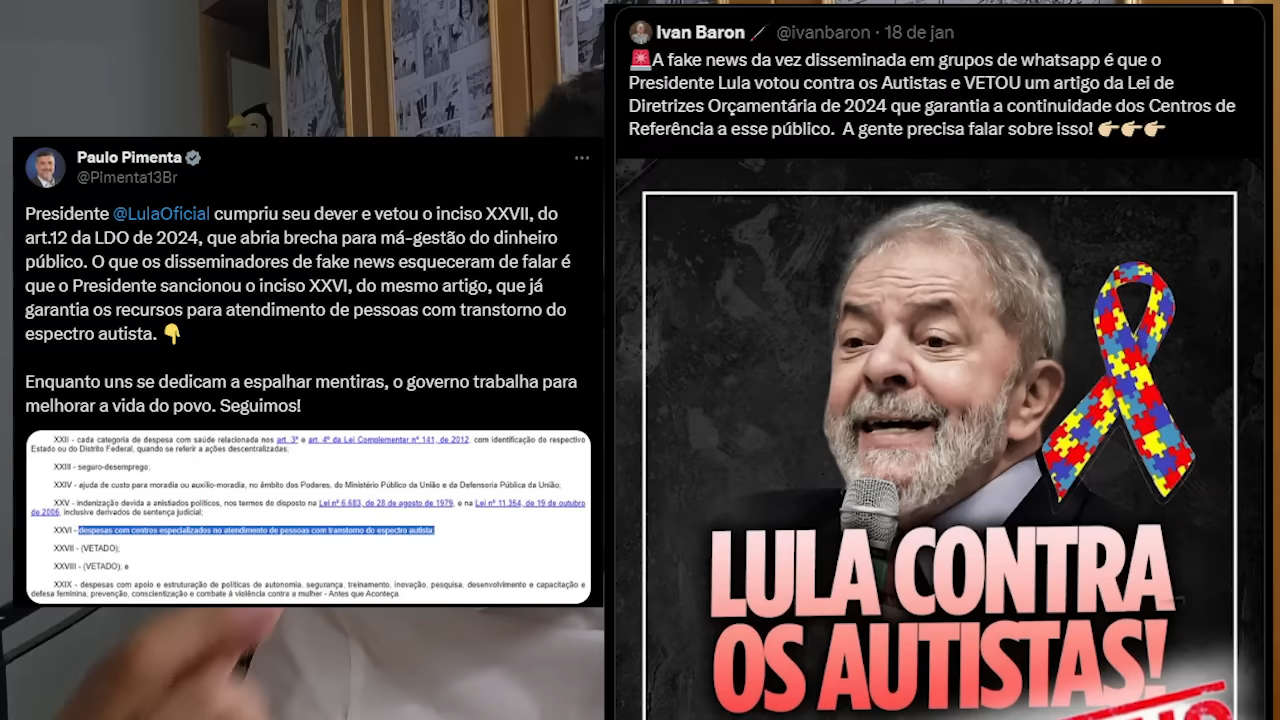 Paulo Pimenta
@Plmenta13Br
Presidente @LulaOficial cumpriu seu dever e vetou o inciso XXVII, do
art.12 da LDO de 2024, que abria brecha para má-gestão do dinheiro
público. O que os disseminadores de fake news esqueceram de falar é
que o Presidente sancionou o inciso XXVI, do mesmo artigo, que já
garantia os recursos para atendimento de pessoas com transtorno do
espectro autista. 👇
Enquanto uns se dedicam a espalhar mentiras, o governo trabalha para
melhorar a vida do povo. Seguimos!
XXII - cada categoria de despesa com saúde relacionada nos art. 3º e art. 4º da Lei Complementar nº 141, de 2012, com identificação do respectivo
Estado ou do Distrito Federal, quando se referir a ações descentralizadas;
XXIII - seguro-desemprego;
XXIV - ajuda de custo para moradia ou auxílio-moradia, no âmbito dos Poderes, do Ministério Público da União e da Defensoria Pública da União;
XXV - indenização devida a anistiados políticos, nos termos do disposto na Lei nº 6.683, de 28 de agosto de 1979, e na Lei nº 11.354, de 19 de outubro
de 2006, inclusive derivados de sentença judicial;
XXVI - despesas com centros especializados no atendimento de pessoas com transtorno do espectro autista;
XXVII - (VETADO);
XXVIII - (VETADO); e
XXIX - despesas com apoio e estruturação de políticas de autonomia, segurança, treinamento, inovação, pesquisa, desenvolvimento e capacitação e
defesa feminina, prevenção, conscientização e combate à violência contra a mulher - Antes que Aconteça.
Ivan Baron @ivanbaron · 18 de jan
🚨A fake news da vez disseminada em grupos de whatsapp é que o
Presidente Lula votou contra os Autistas e VETOU um artigo da Lei de
Diretrizes Orçamentária de 2024 que garantia a continuidade dos Centros de
Referência a esse público. A gente precisa falar sobre isso! 👉🏼👉🏼👉🏼
LULA CONTRA
OS AUTISTAS!